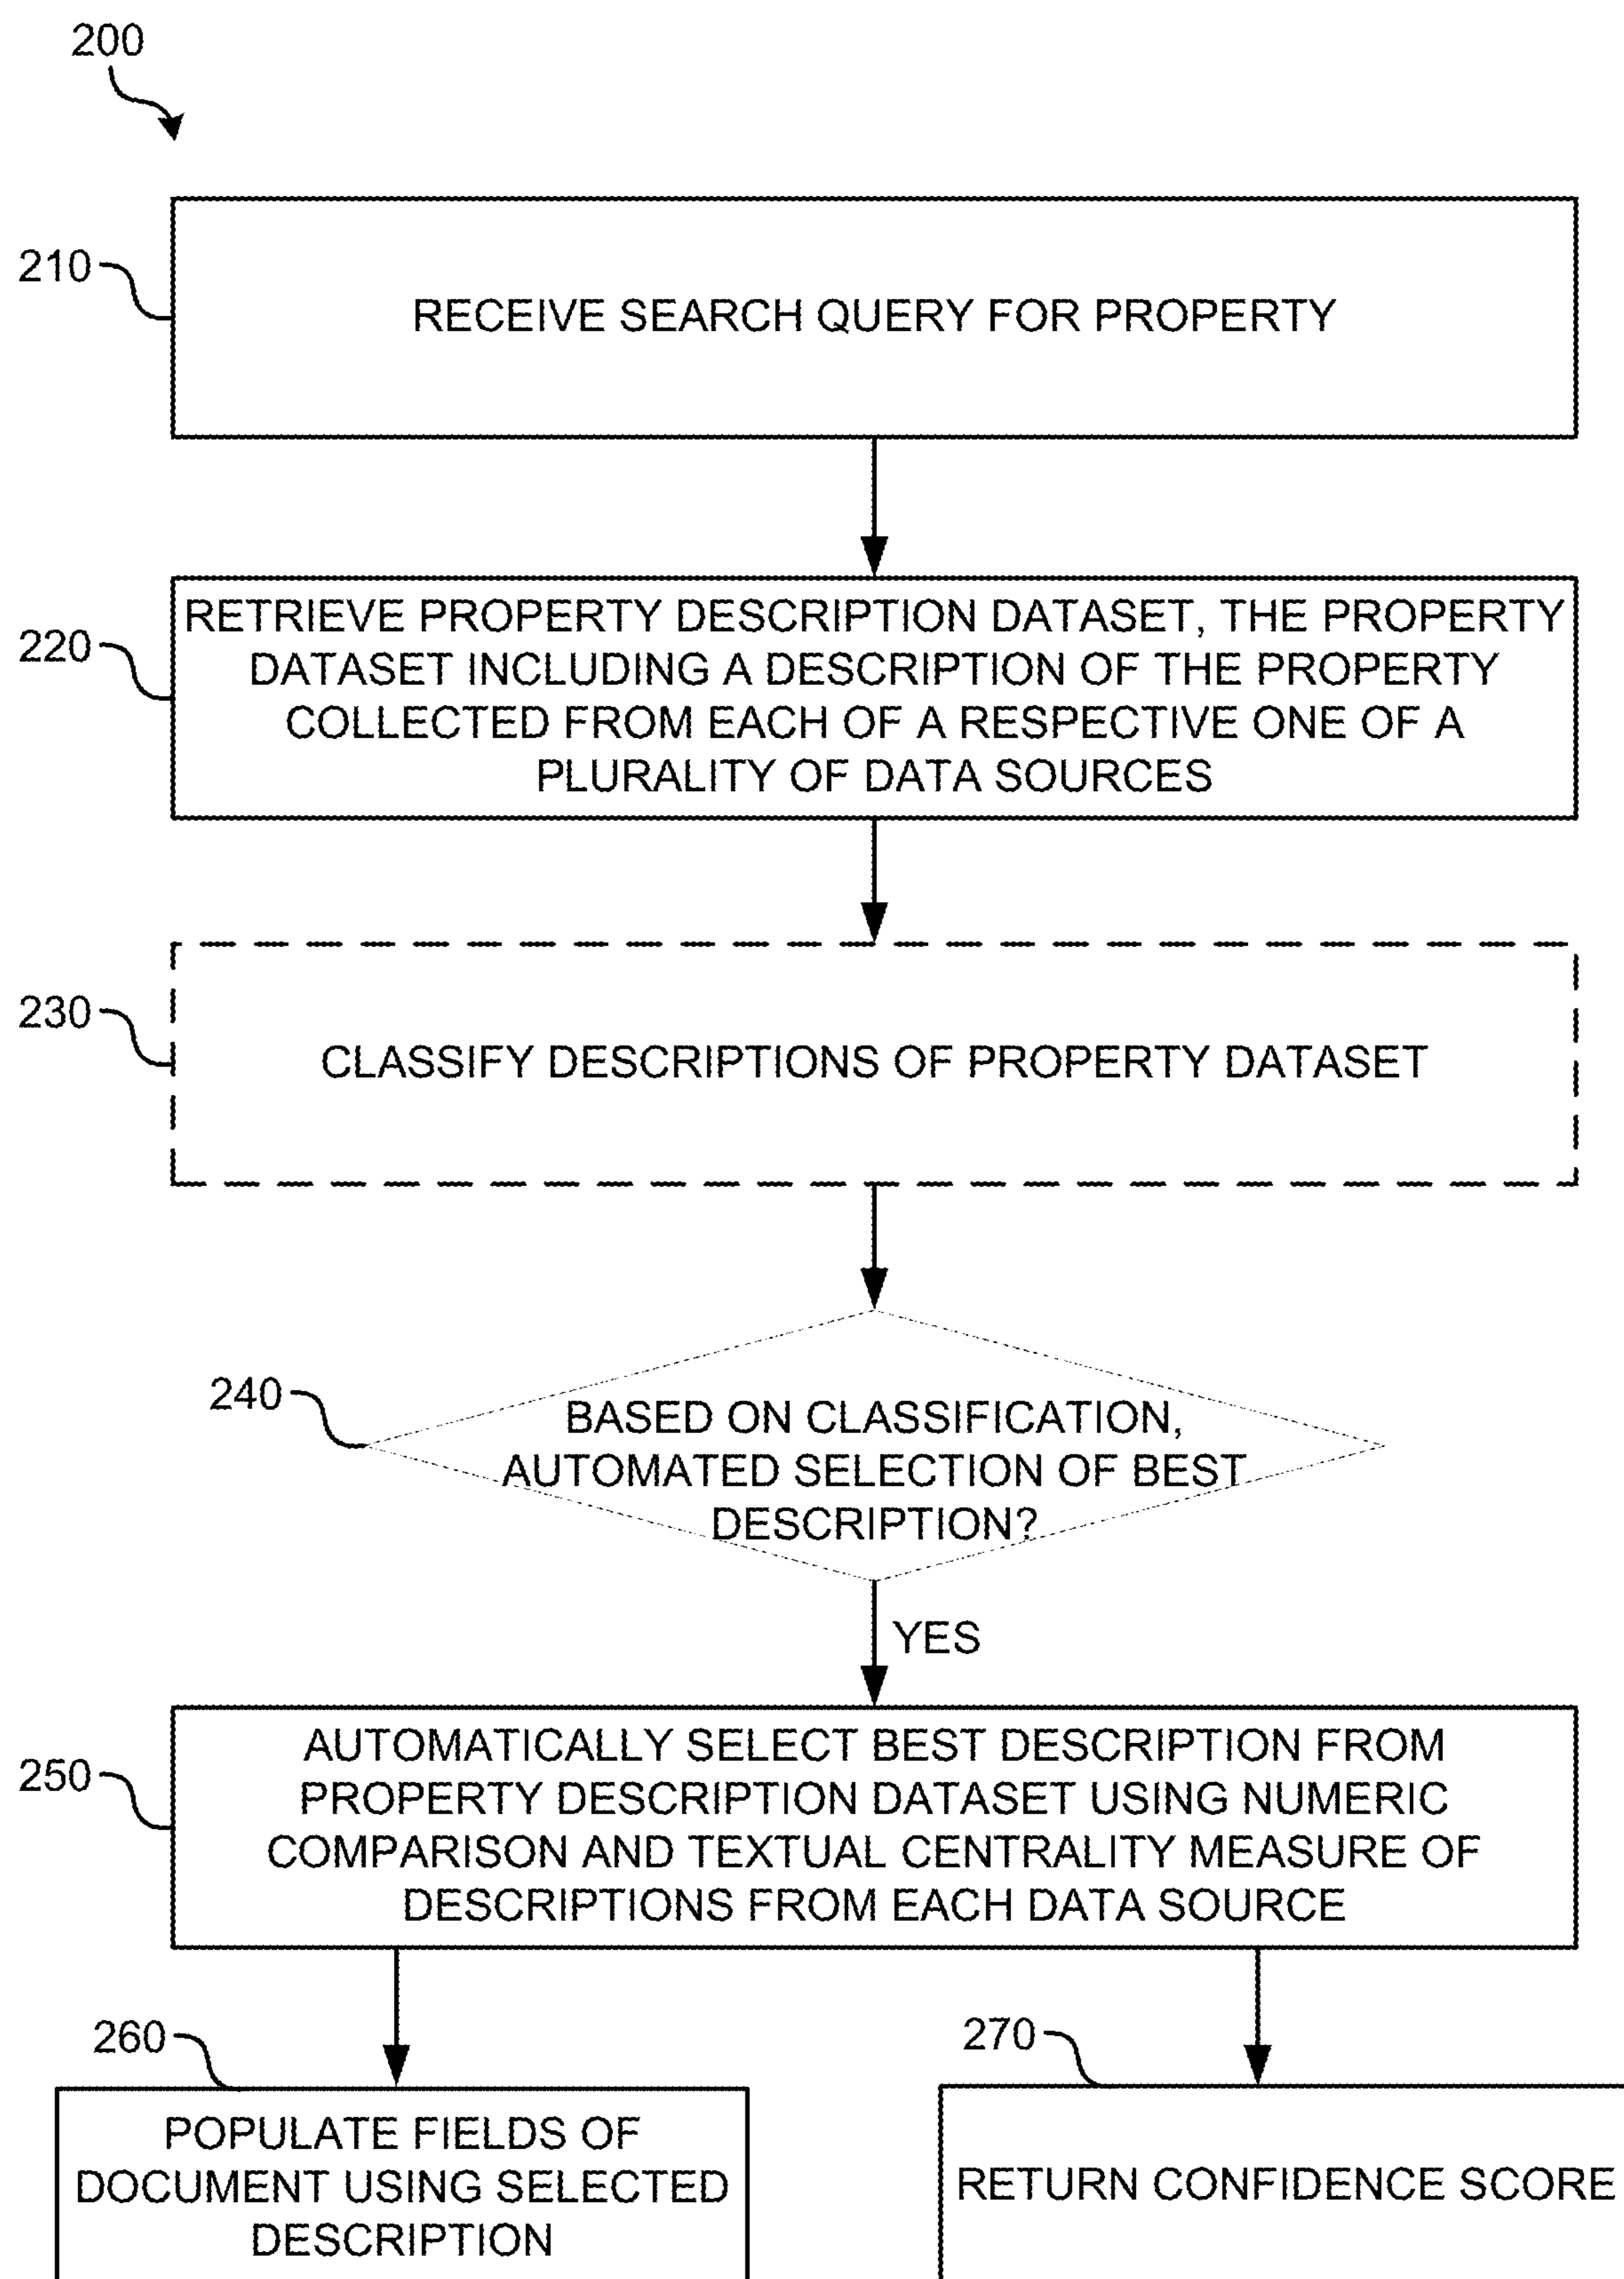 200
210
RECEIVE SEARCH QUERY FOR PROPERTY
220
RETRIEVE PROPERTY DESCRIPTION DATASET, THE PROPERTY
DATASET INCLUDING A DESCRIPTION OF THE PROPERTY
COLLECTED FROM EACH OF A RESPECTIVE ONE OF A
PLURALITY OF DATA SOURCES
230
CLASSIFY DESCRIPTIONS OF PROPERTY DATASET
240
BASED ON CLASSIFICATION,
AUTOMATED SELECTION OF BEST
DESCRIPTION?
YES
250
AUTOMATICALLY SELECT BEST DESCRIPTION FROM
PROPERTY DESCRIPTION DATASET USING NUMERIC
COMPARISON AND TEXTUAL CENTRALITY MEASURE OF
DESCRIPTIONS FROM EACH DATA SOURCE
260
POPULATE FIELDS OF
DOCUMENT USING SELECTED
DESCRIPTION
270
RETURN CONFIDENCE SCORE